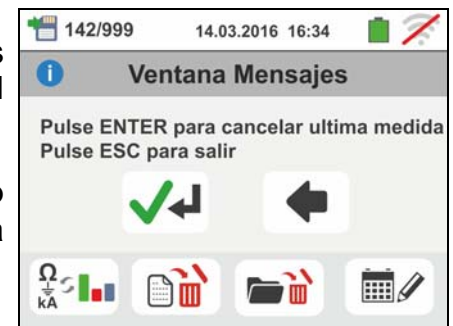 142/999 14.03.2016 16:34
i Ventana Mensajes
s
l
Pulse ENTER para cancelar ultima medida
Pulse ESC para salir
o
a
Ω
kA